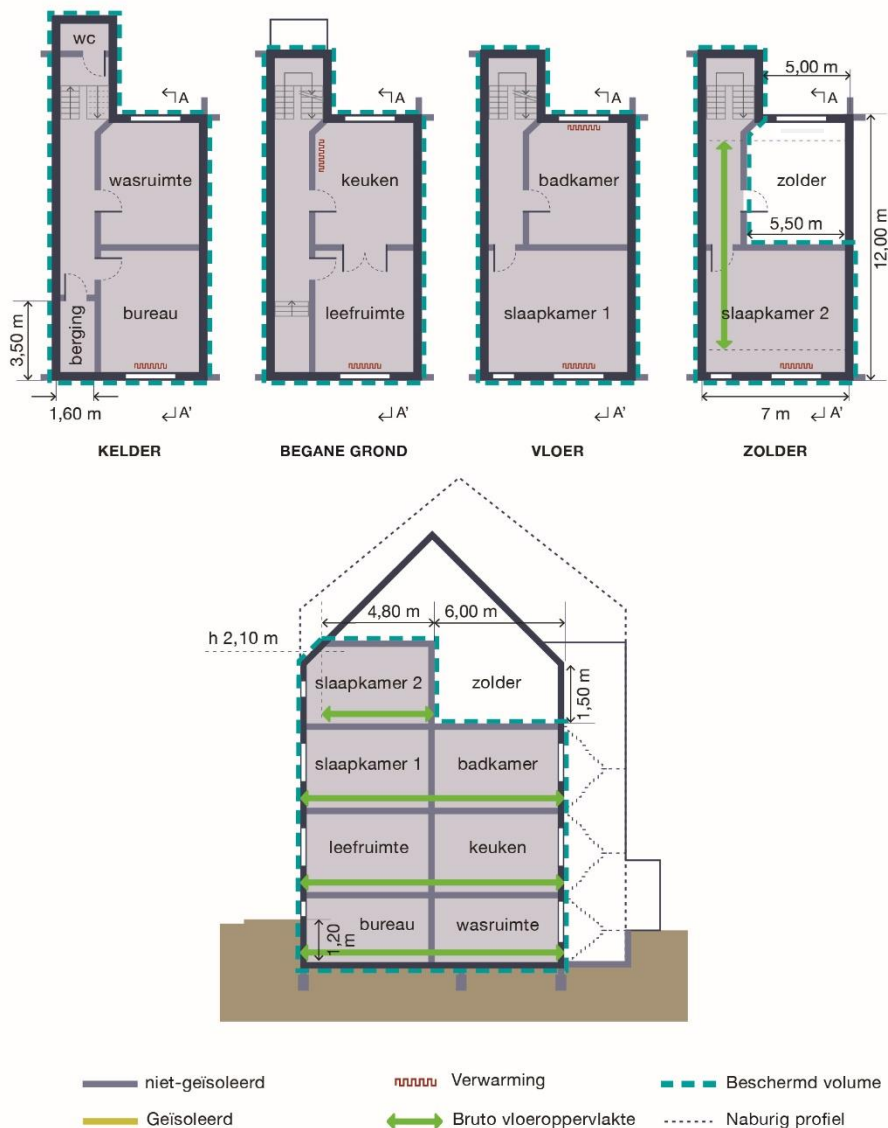 wc
A
wasruimte
bureau
berging
3,50 m
1,60 m
A'
KELDER
A
keuken
leefruimte
A'
BEGANE GROND
A
badkamer
slaapkamer 1
A'
VLOER
5,00 m
A
zolder
5,50 m
12,00 m
slaapkamer 2
7 m
A'
ZOLDER
4,80 m
6,00 m
h 2,10 m
slaapkamer 2
zolder
1,50 m
slaapkamer 1
badkamer
leefruimte
keuken
bureau
wasruimte
1,20 m
niet-geïsoleerd
Verwarming
Beschermd volume
Geïsoleerd
Bruto vloeroppervlakte
Naburig profiel